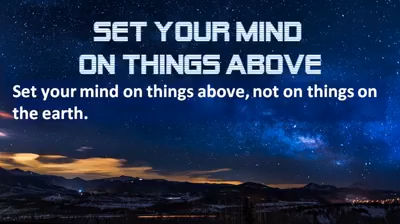 SET YOUR MIND
ON THINGS ABOVE
Set your mind on things above, not on things on
the earth.